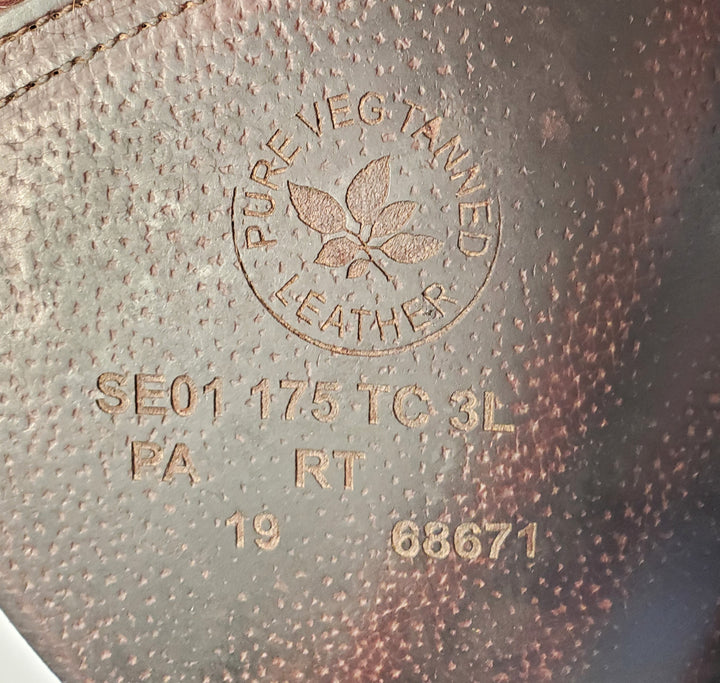 PURE VEG TANNED
LEATHER
SE01 175 TC 3L
PA RT
19 68671